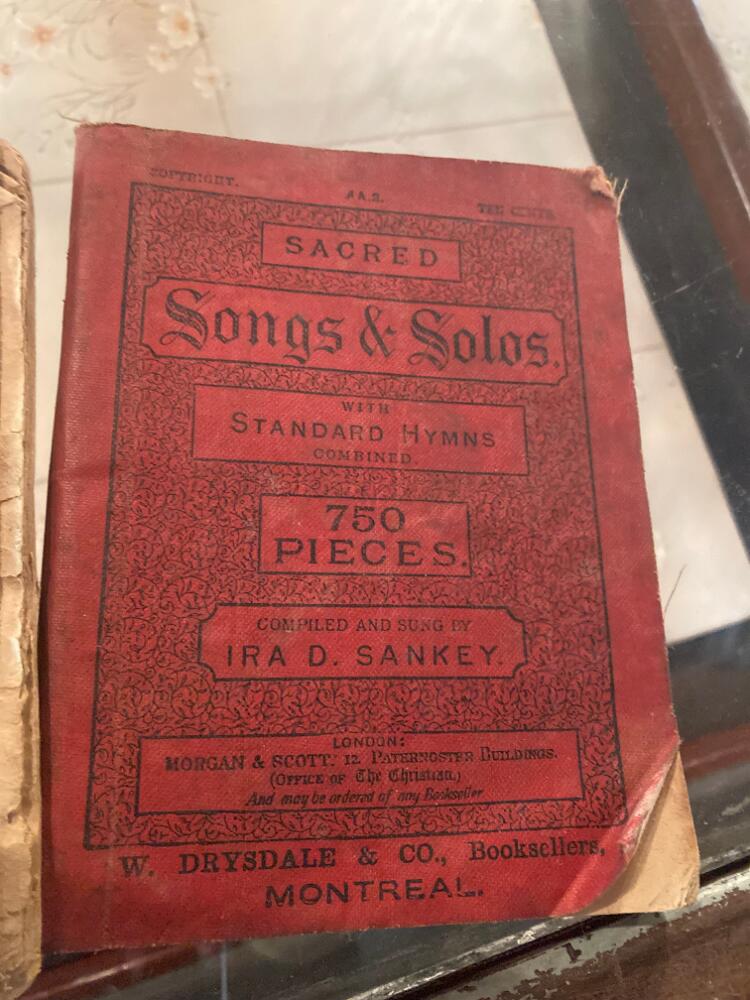 COPYRIGHT.
AA.2.
TEN CENTS.
SACRED
Songs & Solos.
WITH
STANDARD HYMNS
COMBINED.
750
PIECES.
COMPILED AND SUNG BY
IRA D. SANKEY.
LONDON:
MORGAN & SCOTT. 12. PATERNOSTER BUILDINGS.
(OFFICE OF The Christian,)
And may be ordered of any Bookseller
W. DRYSDALE & CO., Booksellers,
MONTREAL.